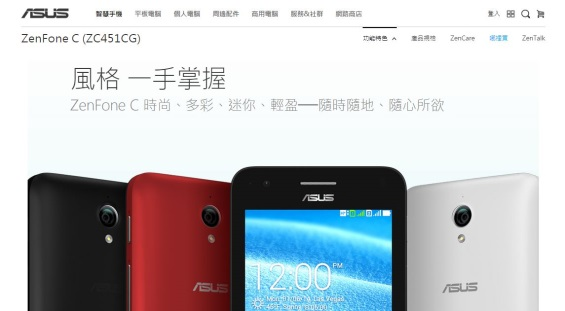 ASUS 智慧手機 平板電腦 個人電腦 周邊配件 商用電腦 服務&社群 網路商店 登入
ZenFone C (ZC451CG) 功能特色 產品規格 ZenCare ZenTalk
風格 一手掌握
ZenFone C 時尚、多彩、迷你、輕盈──隨時隨地、隨心所欲
ASUS
12:00 PM
ASUS
ASUS
ASUS